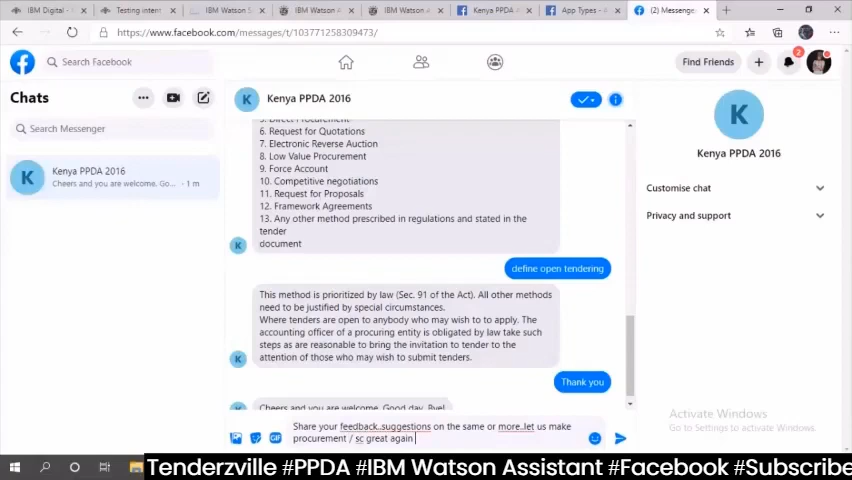 IBM Digital -
Testing intern
IBM Watson S
IBM Watson A
IBM Watson A
Kenya PPDA A
App Types -
(2) Messenge
https://www.facebook.com/messages/t/103771258309473/
Search Facebook
Find Friends
2
Chats
Search Messenger
K
Kenya PPDA 2016
Cheers and you are welcome, Go... · 1 m
K
Kenya PPDA 2016
6. Request for Quotations
7. Electronic Reverse Auction
8. Low Value Procurement
9. Force Account
10. Competitive negotiations
11. Request for Proposals
12. Framework Agreements
13. Any other method prescribed in regulations and stated in the
tender
document
K
define open tendering
This method is prioritized by law (Sec. 91 of the Act). All other methods
need to be justified by special circumstances.
Where tenders are open to anybody who may wish to to apply. The
accounting officer of a procuring entity is obligated by law take such
steps as are reasonable to bring the invitation to tender to the
attention of those who may wish to submit tenders.
K
Thank you
Cheers and you are welcome. Good day. Bye!
K
Share your feedback..suggestions on the same or more..let us make
procurement / sc great again
GIF
K
Kenya PPDA 2016
Customise chat
Privacy and support
Activate Windows
Go to Settings to activate Windows.
Tenderzville #PPDA #IBM Watson Assistant #Facebook #Subscribe